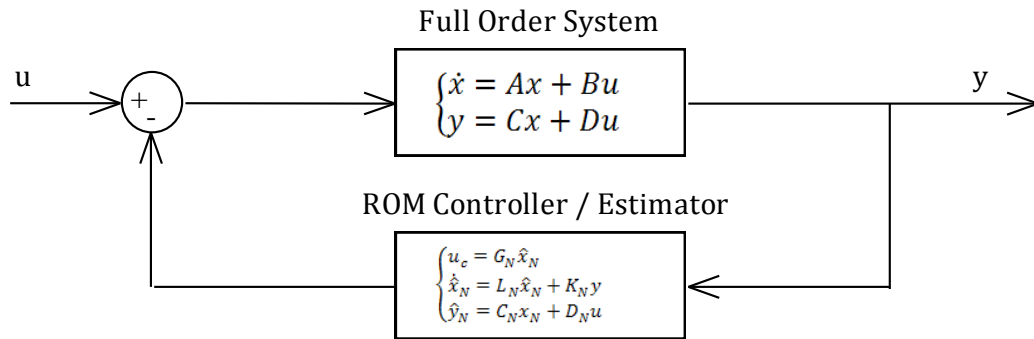 Full Order System
u
y
+
-
ẋ = Ax + Bu
y = Cx + Du
ROM Controller / Estimator
u_c = G_N x̂_N
x̂̇_N = L_N x̂_N + K_N y
ŷ_N = C_N x_N + D_N u